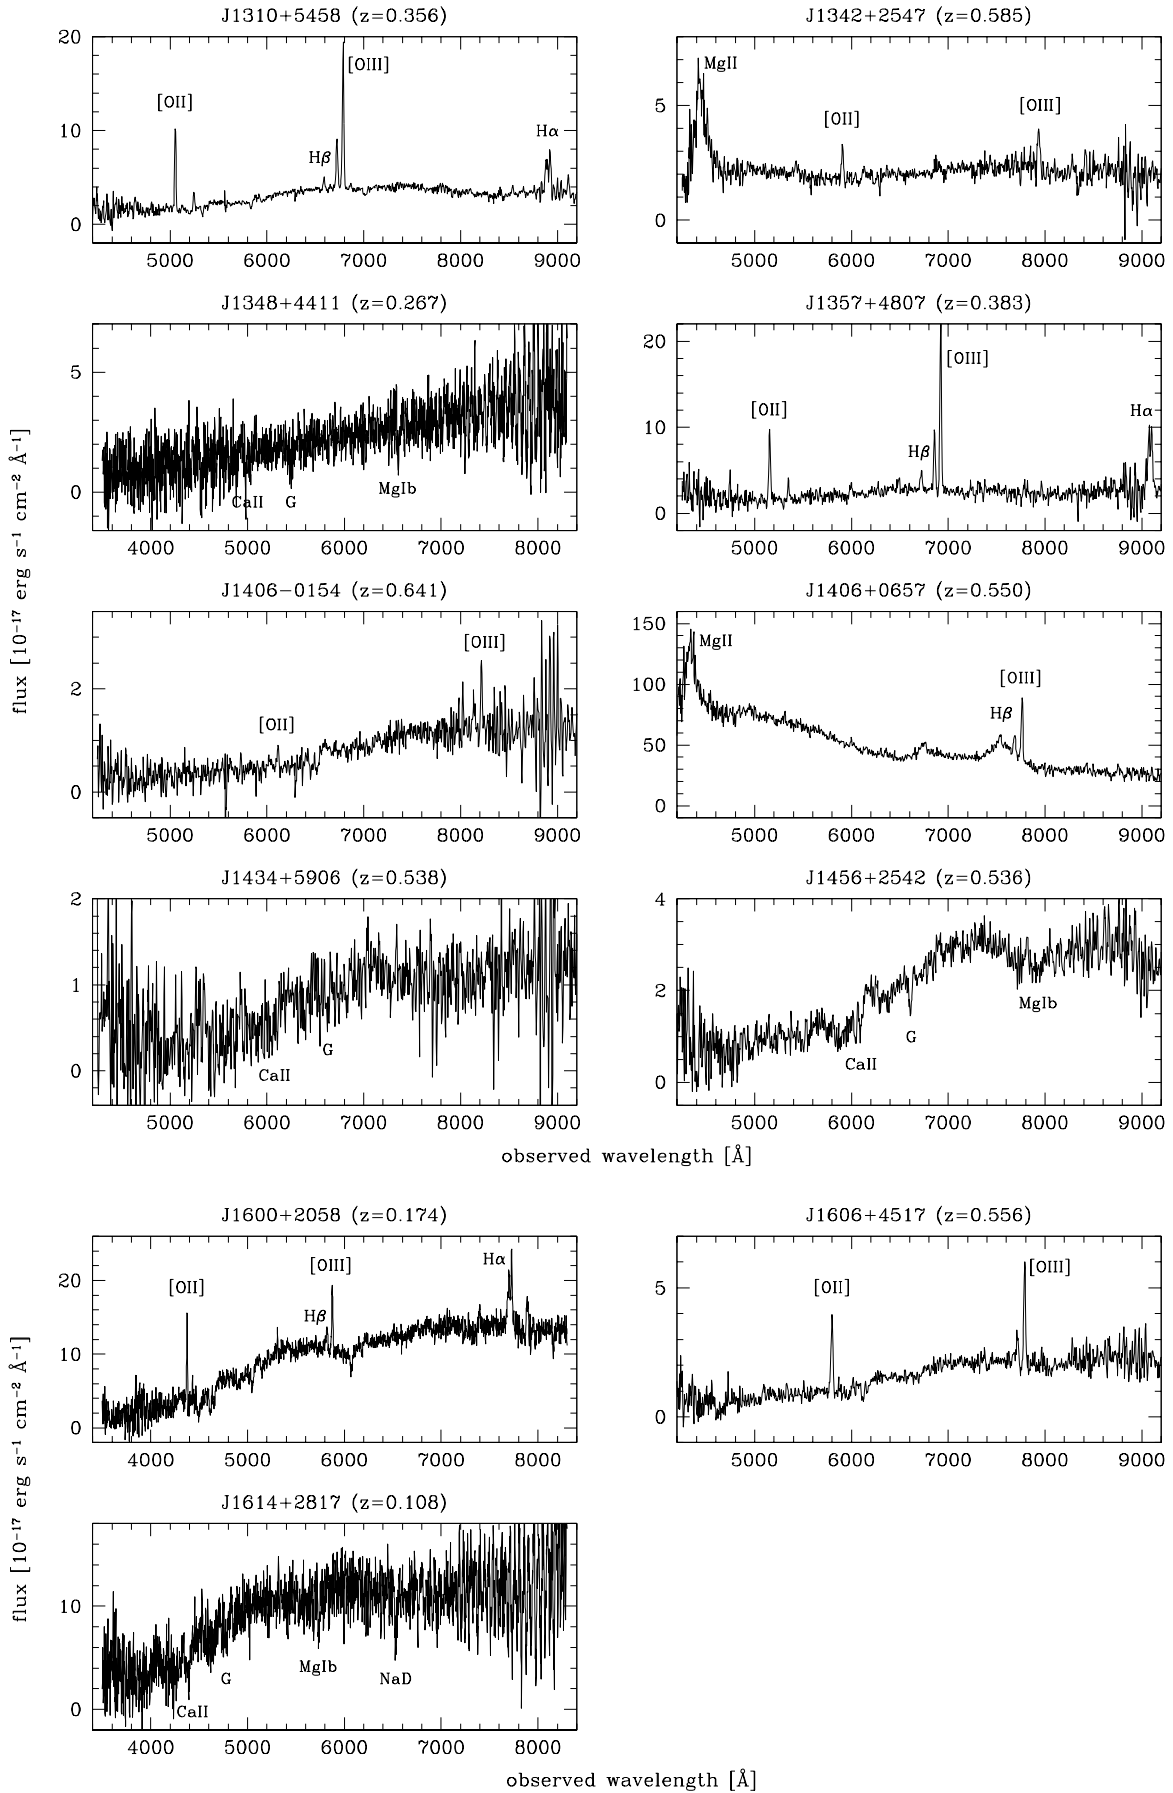 J1310+5458 (z=0.356)
20
10
0
[OII]
[OIII]
Hβ
Hα
5000 6000 7000 8000 9000
J1342+2547 (z=0.585)
5
0
MgII
[OII]
[OIII]
5000 6000 7000 8000 9000
J1348+4411 (z=0.267)
5
0
CaII G MgIb
4000 5000 6000 7000 8000
J1357+4807 (z=0.383)
20
10
0
[OII]
[OIII]
Hβ
Hα
5000 6000 7000 8000 9000
flux [10⁻¹⁷ erg s⁻¹ cm⁻² Å⁻¹]
J1406−0154 (z=0.641)
2
0
[OII]
[OIII]
5000 6000 7000 8000 9000
J1406+0657 (z=0.550)
150
100
50
0
MgII
[OIII]
Hβ
5000 6000 7000 8000 9000
J1434+5906 (z=0.538)
2
1
0
G
CaII
5000 6000 7000 8000 9000
J1456+2542 (z=0.536)
4
2
0
MgIb
G
CaII
5000 6000 7000 8000 9000
observed wavelength [Å]
J1600+2058 (z=0.174)
20
10
0
[OII]
[OIII]
Hβ
Hα
4000 5000 6000 7000 8000
J1606+4517 (z=0.556)
5
0
[OII]
[OIII]
5000 6000 7000 8000 9000
flux [10⁻¹⁷ erg s⁻¹ cm⁻² Å⁻¹]
J1614+2817 (z=0.108)
10
0
G
MgIb
NaD
CaII
4000 5000 6000 7000 8000
observed wavelength [Å]